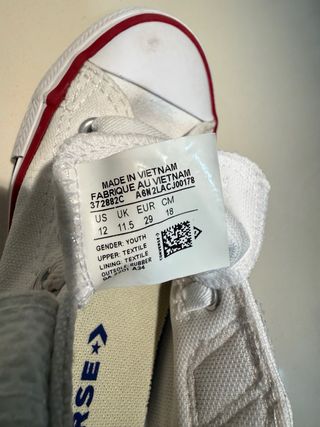 MADE IN VIETNAM
FABRIQUE AU VIETNAM
372882C A6N2LACJ00178
US UK EUR CM
12 11.5 29 18
GENDER: YOUTH
UPPER: TEXTILE
LINING: TEXTILE
OUTSOLE: RUBBER
A34
RSE